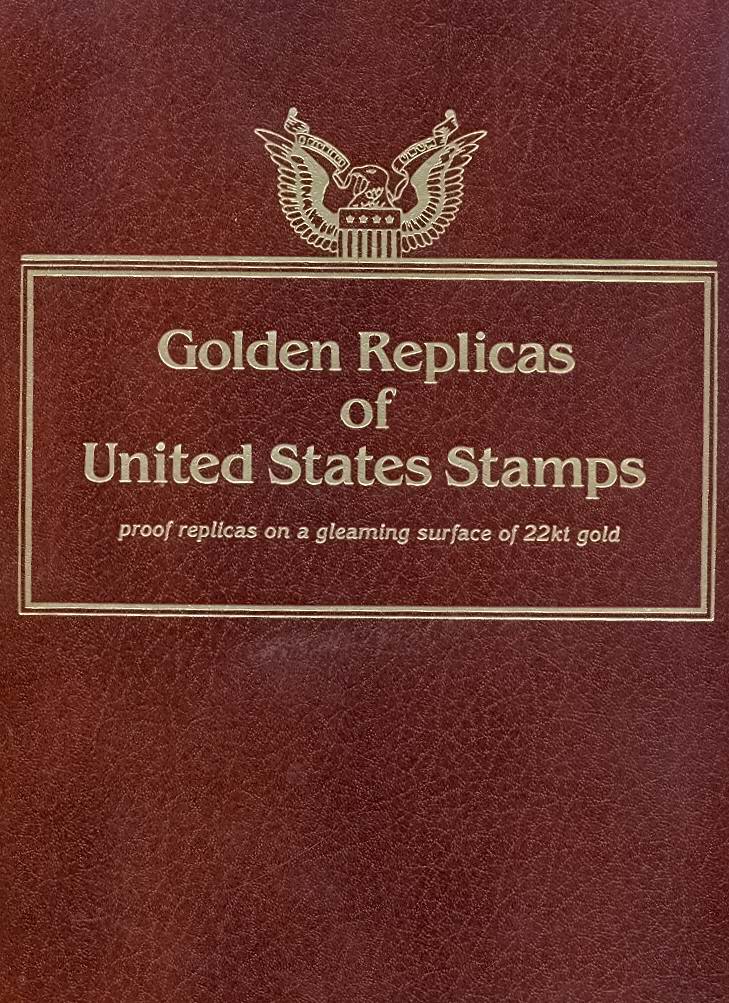 Golden Replicas
of
United States Stamps
proof replicas on a gleaming surface of 22kt gold